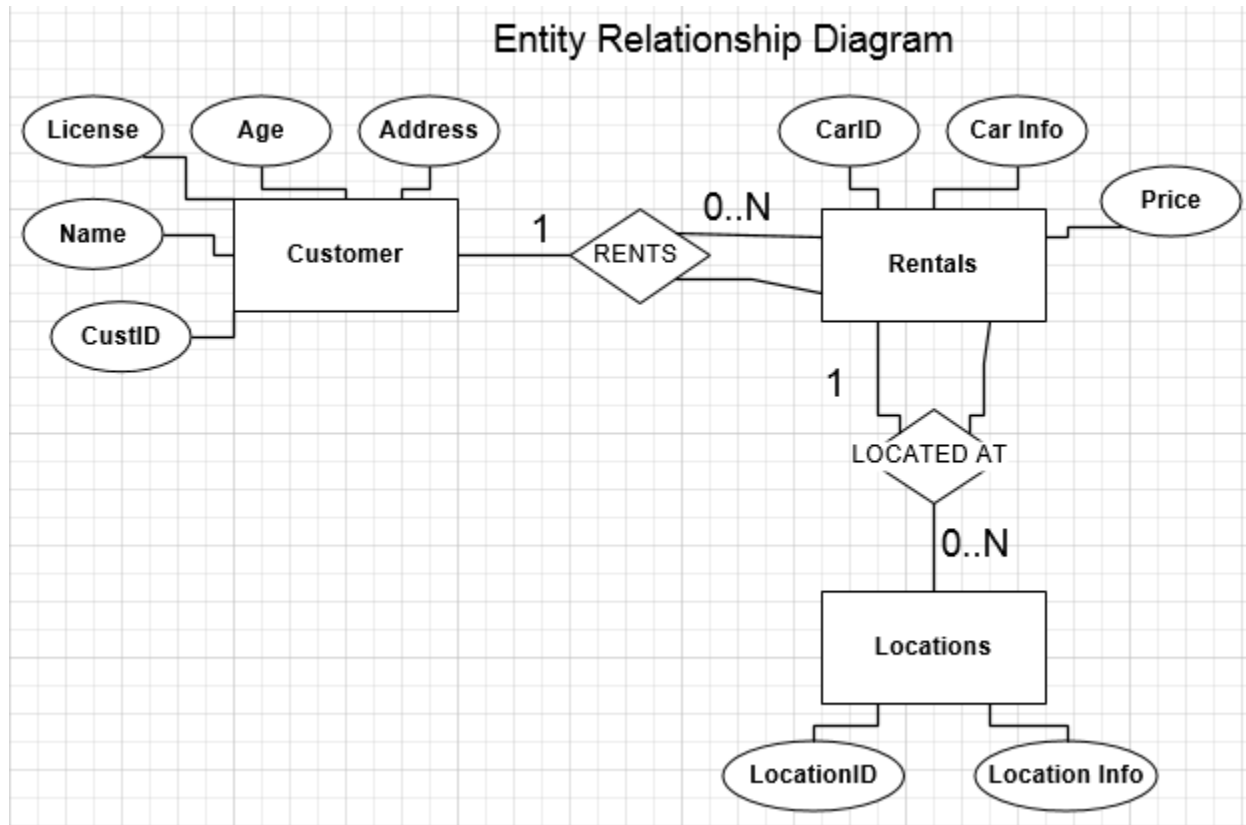 Entity Relationship Diagram
License
Age
Address
CarID
Car Info
Price
Name
1
0..N
Customer
RENTS
Rentals
CustID
1
LOCATED AT
0..N
Locations
LocationID
Location Info